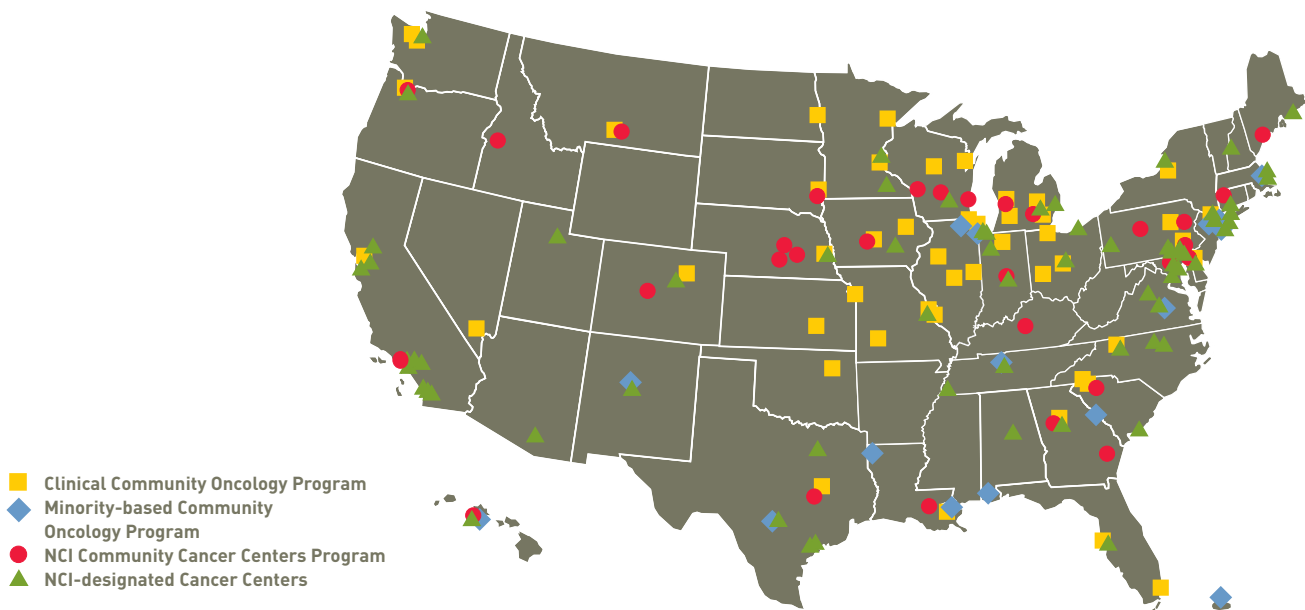 Clinical Community Oncology Program
Minority-based Community
Oncology Program
NCI Community Cancer Centers Program
NCI-designated Cancer Centers